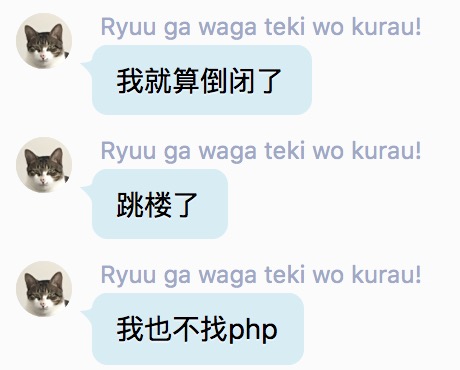 Ryuu ga waga teki wo kurau!
我就算倒闭了
Ryuu ga waga teki wo kurau!
跳楼了
Ryuu ga waga teki wo kurau!
我也不找php